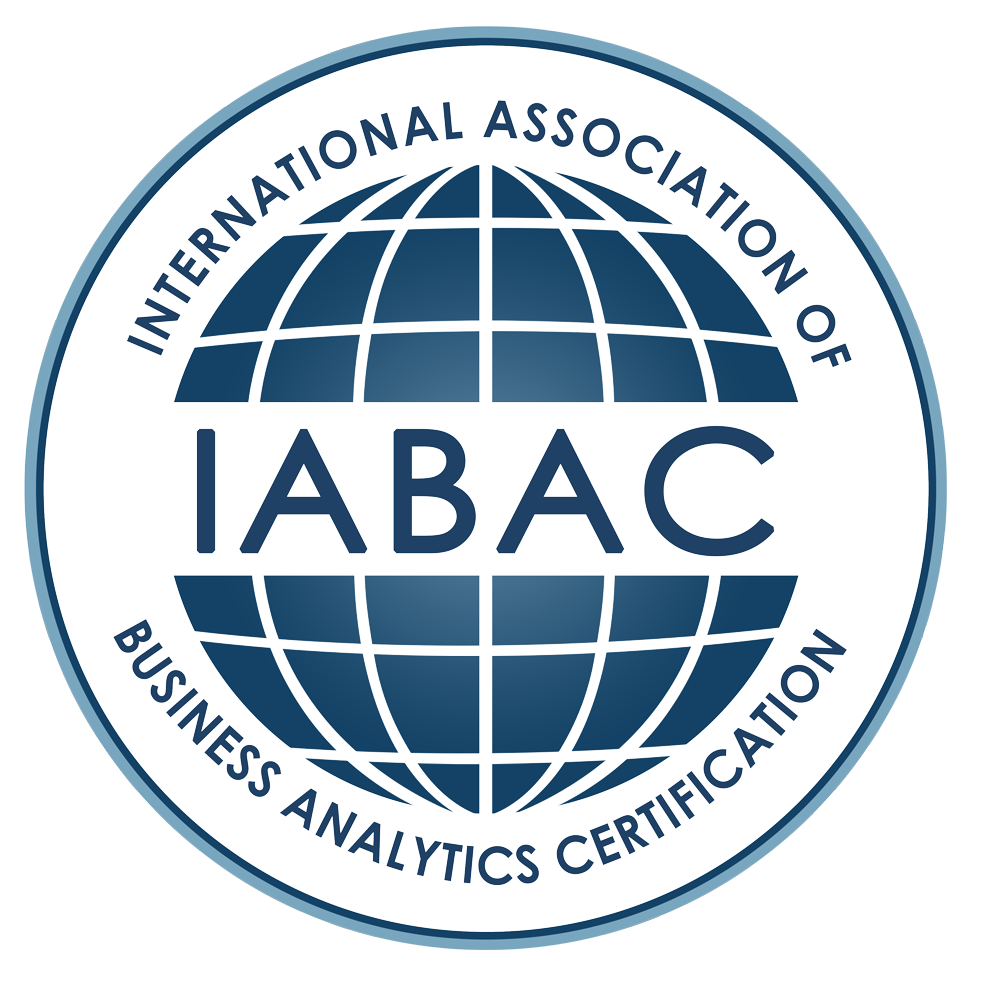 INTERNATIONAL ASSOCIATION OF
IABAC
BUSINESS ANALYTICS CERTIFICATION